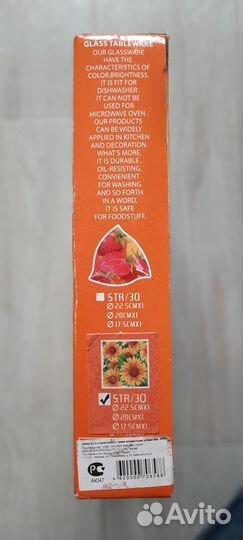 GLASS TABLEWARE
OUR GLASSWARE
HAVE THE
CHARACTERISTICS OF
COLOR,BRIGHTNESS.
IT IS FIT FOR
DISHWASHER .
IT CAN NOT BE
USED FOR
MICROWAVE OVEN .
OUR PRODUCTS
CAN BE WIDELY
APPLIED IN KITCHEN
AND DECORATION.
WHAT'S MORE,
IT IS DURABLE ,
OIL-RESISTING,
CONVENIENT
FOR WASHING
AND SO FORTH.
IN A WORD,
IT IS SAFE
FOR FOODSTUFF.
STR/30
Ø 22.5CMX1
Ø 20CMX1
Ø 17.5CMX1
STR/30
Ø 22.5CMX1
Ø 20CMX1
Ø 17.5CMX1
АЮ47
4620000706588
Avito